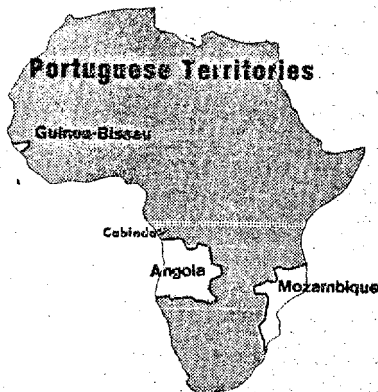 Portuguese Territories
Guinea-Bissau
Cabinda
Angola
Mozambique